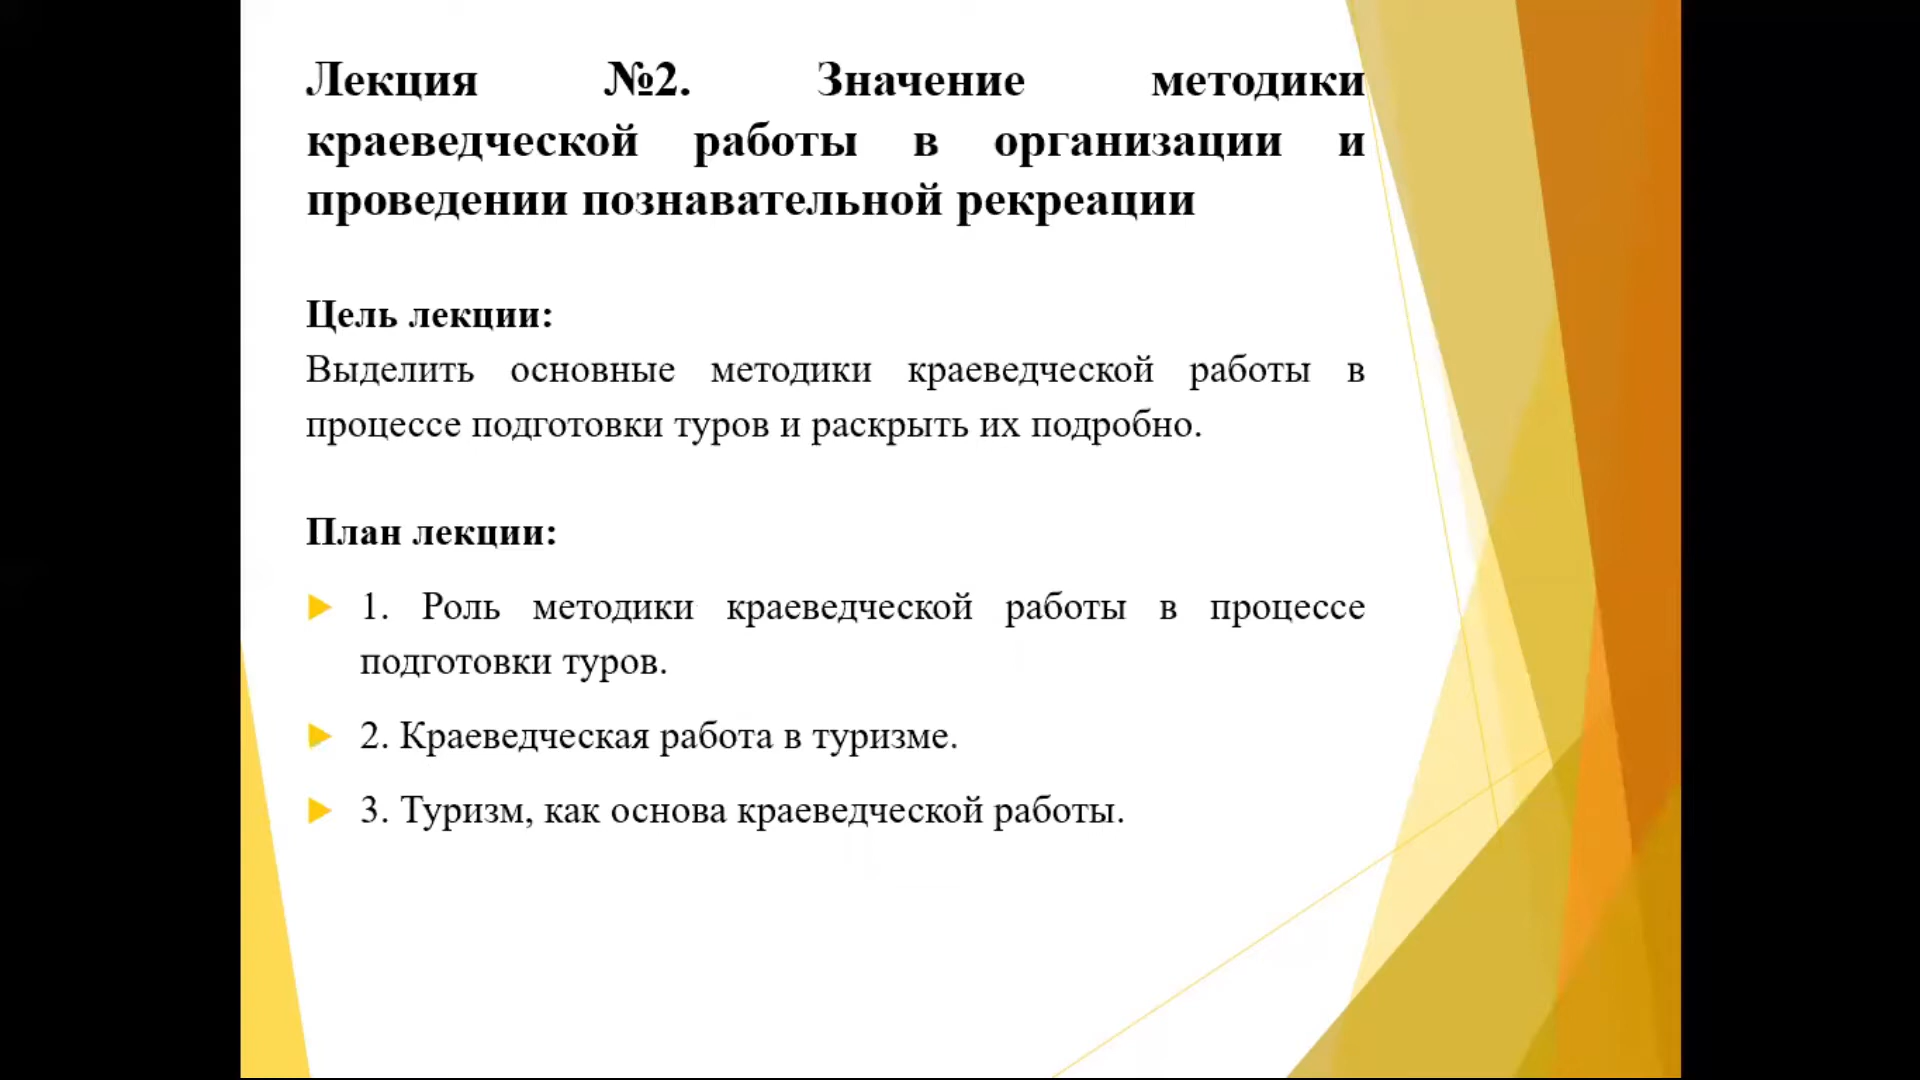 Лекция №2. Значение методики
краеведческой работы в организации и
проведении познавательной рекреации
Цель лекции:
Выделить основные методики краеведческой работы в
процессе подготовки туров и раскрыть их подробно.
План лекции:
1. Роль методики краеведческой работы в процессе
подготовки туров.
2. Краеведческая работа в туризме.
3. Туризм, как основа краеведческой работы.